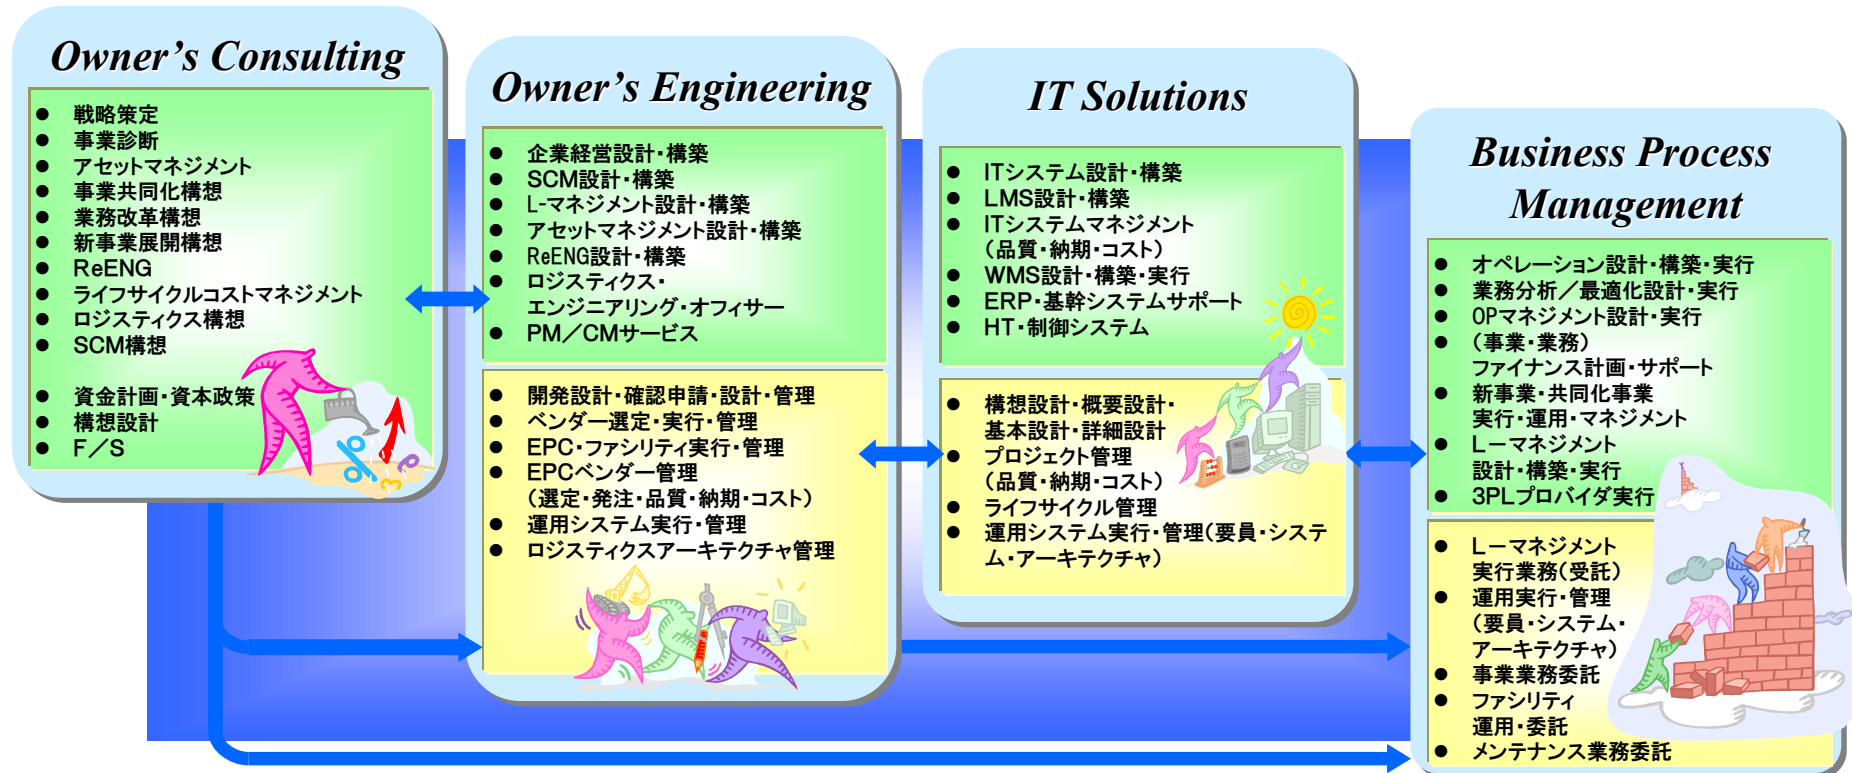 Owner's Consulting
● 戦略策定
● 事業診断
● アセットマネジメント
● 事業共同化構想
● 業務改革構想
● 新事業展開構想
● ReENG
● ライフサイクルコストマネジメント
● ロジスティクス構想
● SCM構想
● 資金計画・資本政策
● 構想設計
● F／S
Owner's Engineering
● 企業経営設計・構築
● SCM設計・構築
● L-マネジメント設計・構築
● アセットマネジメント設計・構築
● ReENG設計・構築
● ロジスティクス・
エンジニアリング・オフィサー
● PM／CMサービス
● 開発設計・確認申請・設計・管理
● ベンダー選定・実行・管理
● EPC・ファシリティ実行・管理
● EPCベンダー管理
（選定・発注・品質・納期・コスト）
● 運用システム実行・管理
● ロジスティクスアーキテクチャ管理
IT Solutions
● ITシステム設計・構築
● LMS設計・構築
● ITシステムマネジメント
（品質・納期・コスト）
● WMS設計・構築・実行
● ERP・基幹システムサポート
● HT・制御システム
● 構想設計・概要設計・
基本設計・詳細設計
● プロジェクト管理
（品質・納期・コスト）
● ライフサイクル管理
● 運用システム実行・管理（要員・システ
ム・アーキテクチャ）
Business Process
Management
● オペレーション設計・構築・実行
● 業務分析／最適化設計・実行
● OPマネジメント設計・実行
● （事業・業務）
ファイナンス計画・サポート
● 新事業・共同化事業
実行・運用・マネジメント
● L－マネジメント
設計・構築・実行
● 3PLプロバイダ実行
● L－マネジメント
実行業務（受託）
● 運用実行・管理
（要員・システム・
アーキテクチャ）
● 事業業務委託
● ファシリティ
運用・委託
● メンテナンス業務委託